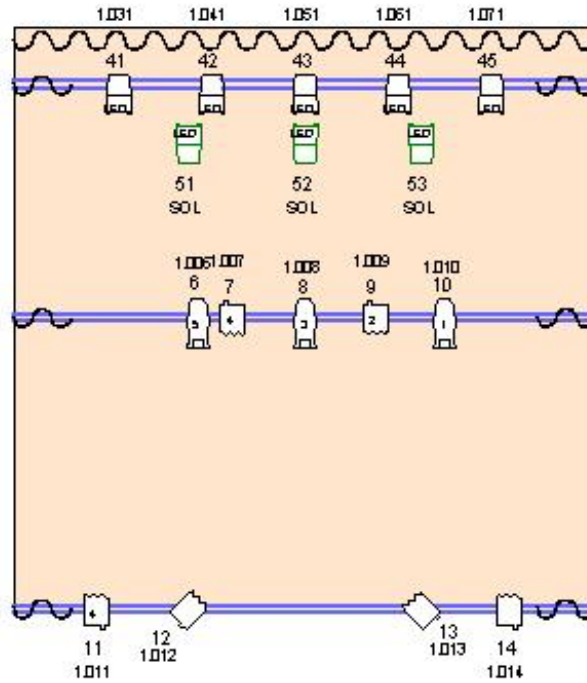 1.031 1.041 1.051 1.061 1.071
41 42 43 44 45
LED LED LED LED LED
LED LED LED
51 52 53
SOL SOL SOL
1.006 1.007 1.008 1.009 1.010
6 7 8 9 10
5 4 3 2 1
4
11 12 13 14
1.011 1.012 1.013 1.014